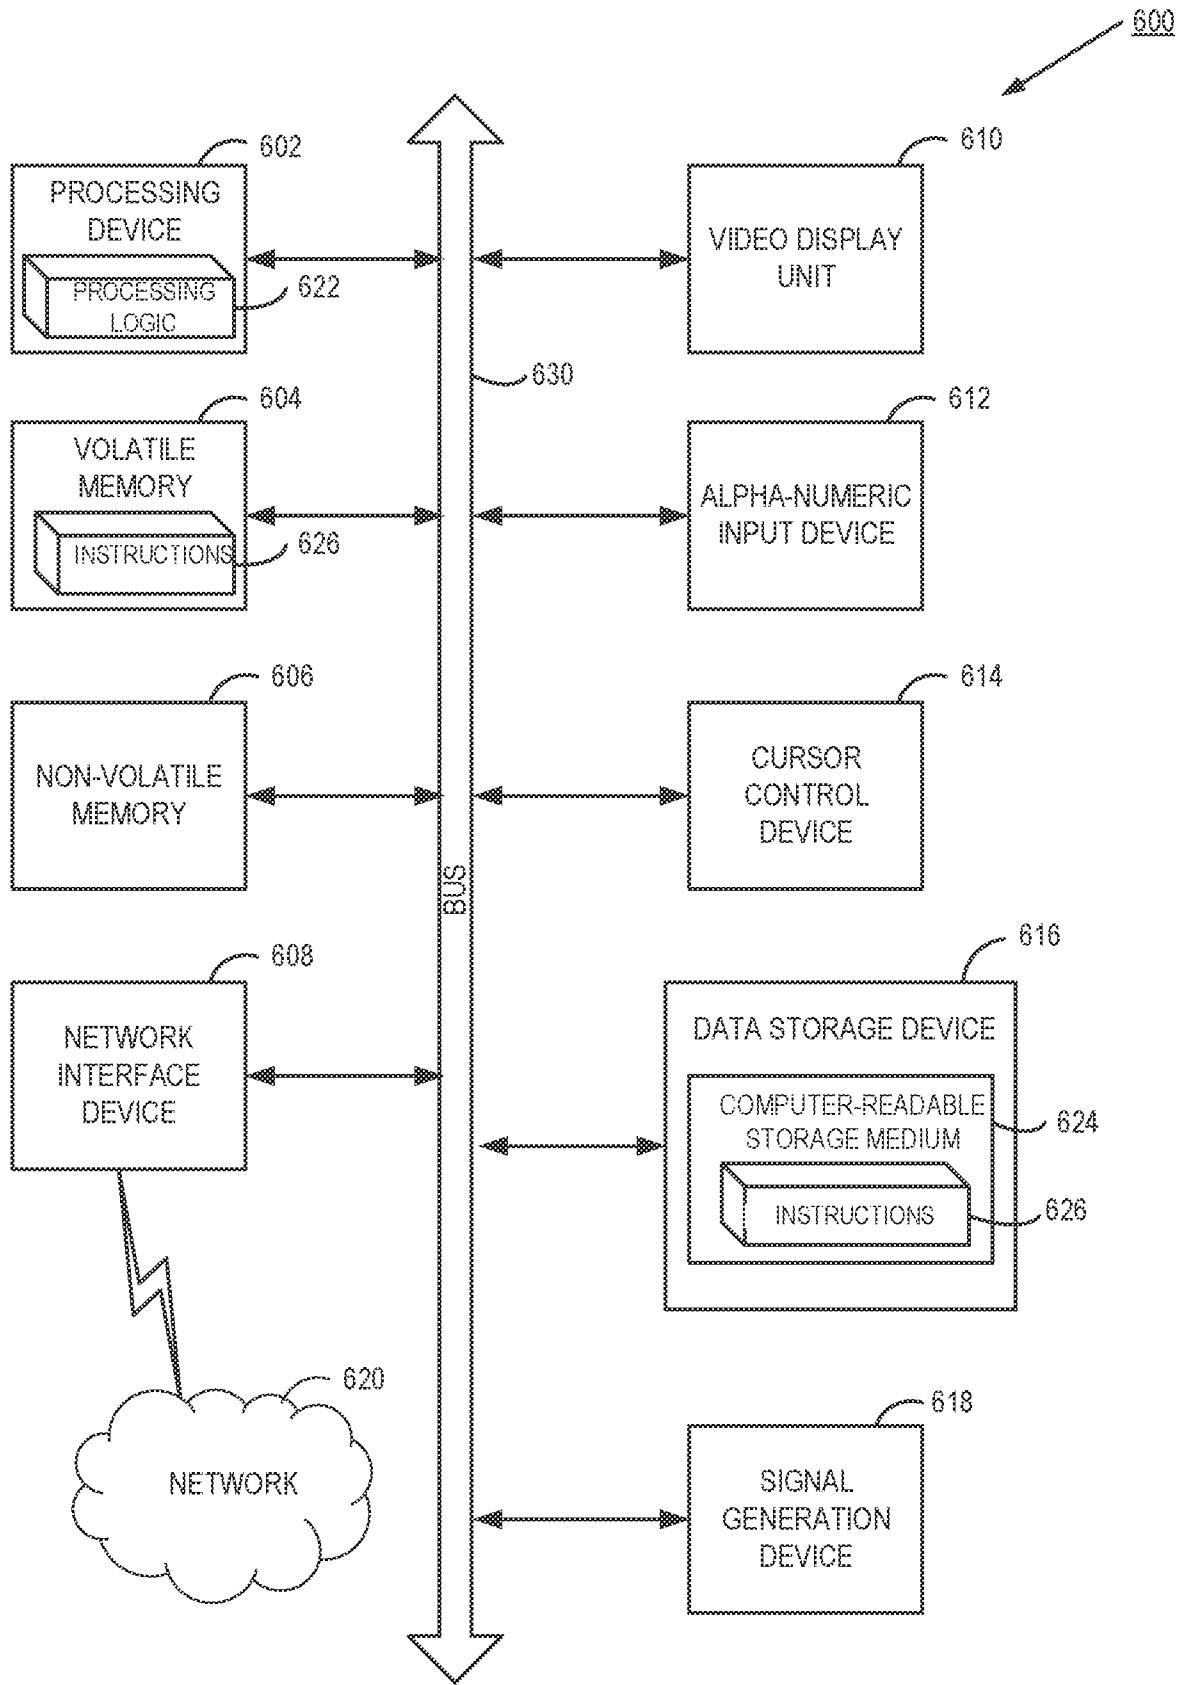 600
602
PROCESSING
DEVICE
PROCESSING
LOGIC
622
604
VOLATILE
MEMORY
INSTRUCTIONS
626
606
NON-VOLATILE
MEMORY
608
NETWORK
INTERFACE
DEVICE
620
NETWORK
630
BUS
610
VIDEO DISPLAY
UNIT
612
ALPHA-NUMERIC
INPUT DEVICE
614
CURSOR
CONTROL
DEVICE
616
DATA STORAGE DEVICE
COMPUTER-READABLE
STORAGE MEDIUM
624
INSTRUCTIONS
626
618
SIGNAL
GENERATION
DEVICE